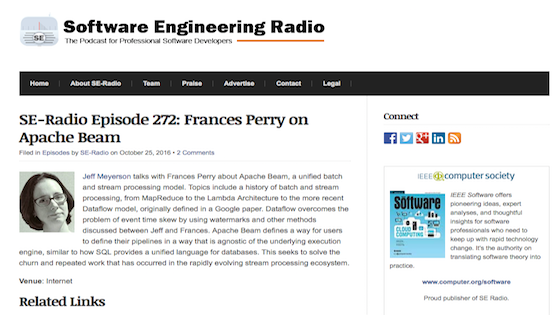 SE
Software Engineering Radio
The Podcast for Professional Software Developers
Home About SE-Radio Team Praise Advertise Contact Legal
SE-Radio Episode 272: Frances Perry on
Apache Beam
Filed in Episodes by SE-Radio on October 25, 2016 • 2 Comments
Jeff Meyerson talks with Frances Perry about Apache Beam, a unified batch
and stream processing model. Topics include a history of batch and stream
processing, from MapReduce to the Lambda Architecture to the more recent
Dataflow model, originally defined in a Google paper. Dataflow overcomes the
problem of event time skew by using watermarks and other methods
discussed between Jeff and Frances. Apache Beam defines a way for users
to define their pipelines in a way that is agnostic of the underlying execution
engine, similar to how SQL provides a unified language for databases. This seeks to solve the
churn and repeated work that has occurred in the rapidly evolving stream processing ecosystem.
Venue: Internet
Related Links
Connect
IEEE computer society
Software
CLOUD
COMPUTING
IEEE Software offers
pioneering ideas, expert
analyses, and thoughtful
insights for software
professionals who need to
keep up with rapid technology
change. It's the authority
on translating software theory into
practice.
www.computer.org/software
Proud publisher of SE Radio.